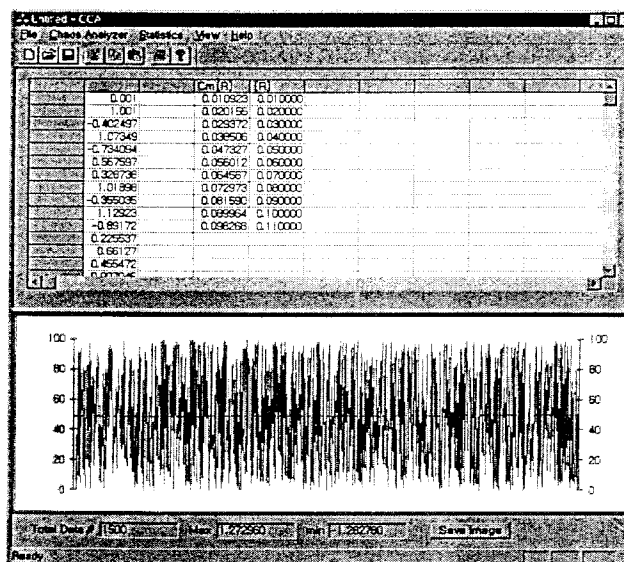 Untitled - CCA
File Chaos Analyzer Statistics View Help
Cm(R) (R)
0.001 0.010923 0.010000
1.001 0.020156 0.020000
-0.402497 0.029372 0.030000
1.07349 0.038506 0.040000
-0.734094 0.047327 0.050000
0.567597 0.056012 0.060000
0.328738 0.064567 0.070000
1.01898 0.072973 0.080000
-0.355035 0.081590 0.090000
1.12923 0.089964 0.100000
-0.89172 0.098268 0.110000
0.225537
0.66127
0.455472
100 100
80 80
60 60
40 40
20 20
0 0
Total Data # 1500 Max 1.272960 min -1.282760 Save Image
Ready